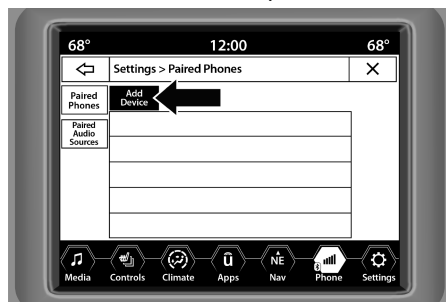 68° 12:00 68°
Settings > Paired Phones X
Paired
Phones
Add
Device
Paired
Audio
Sources
û NE
Media Controls Climate Apps Nav Phone Settings